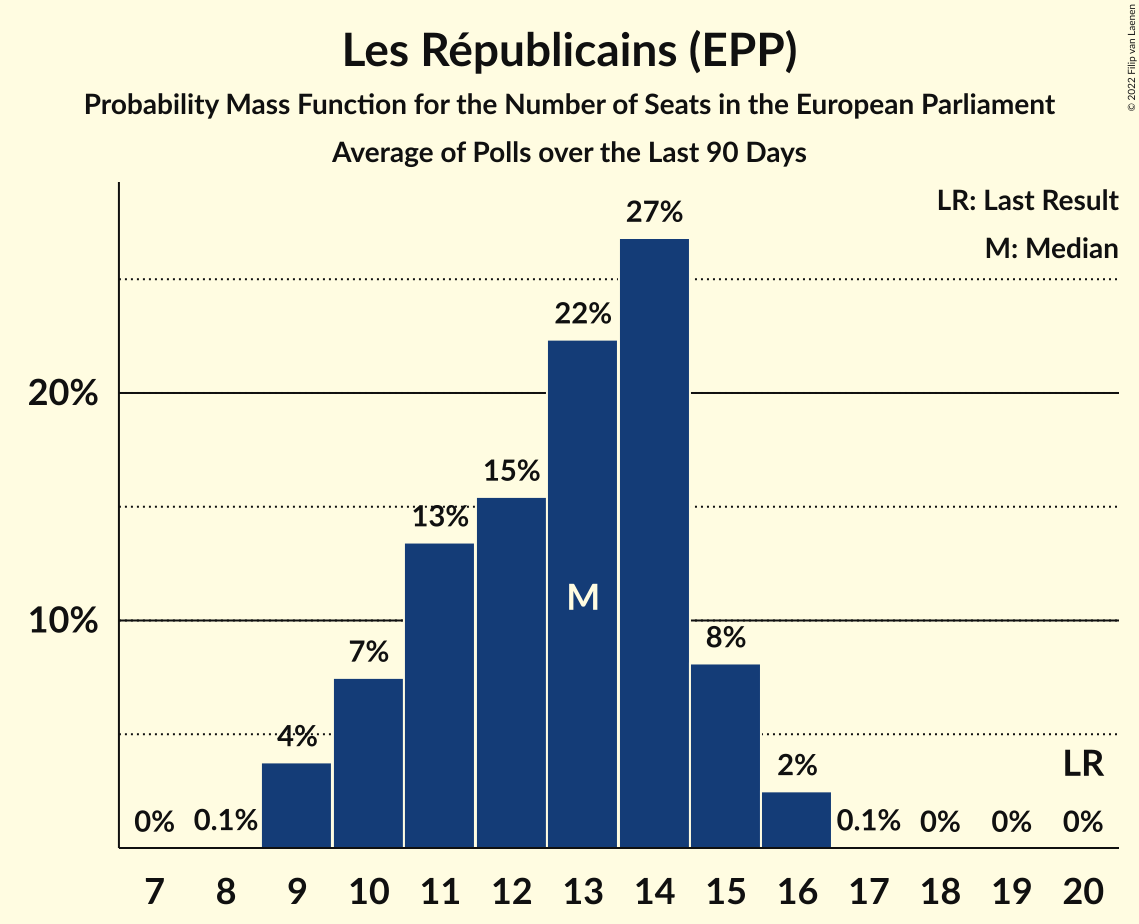 Les Républicains (EPP)
Probability Mass Function for the Number of Seats in the European Parliament
Average of Polls over the Last 90 Days
© 2022 Filip van Laenen
LR: Last Result
M: Median
27%
22%
20%
15%
13%
M
10%
8%
7%
4%
2%
LR
0% 0.1% 0.1% 0% 0% 0%
7 8 9 10 11 12 13 14 15 16 17 18 19 20